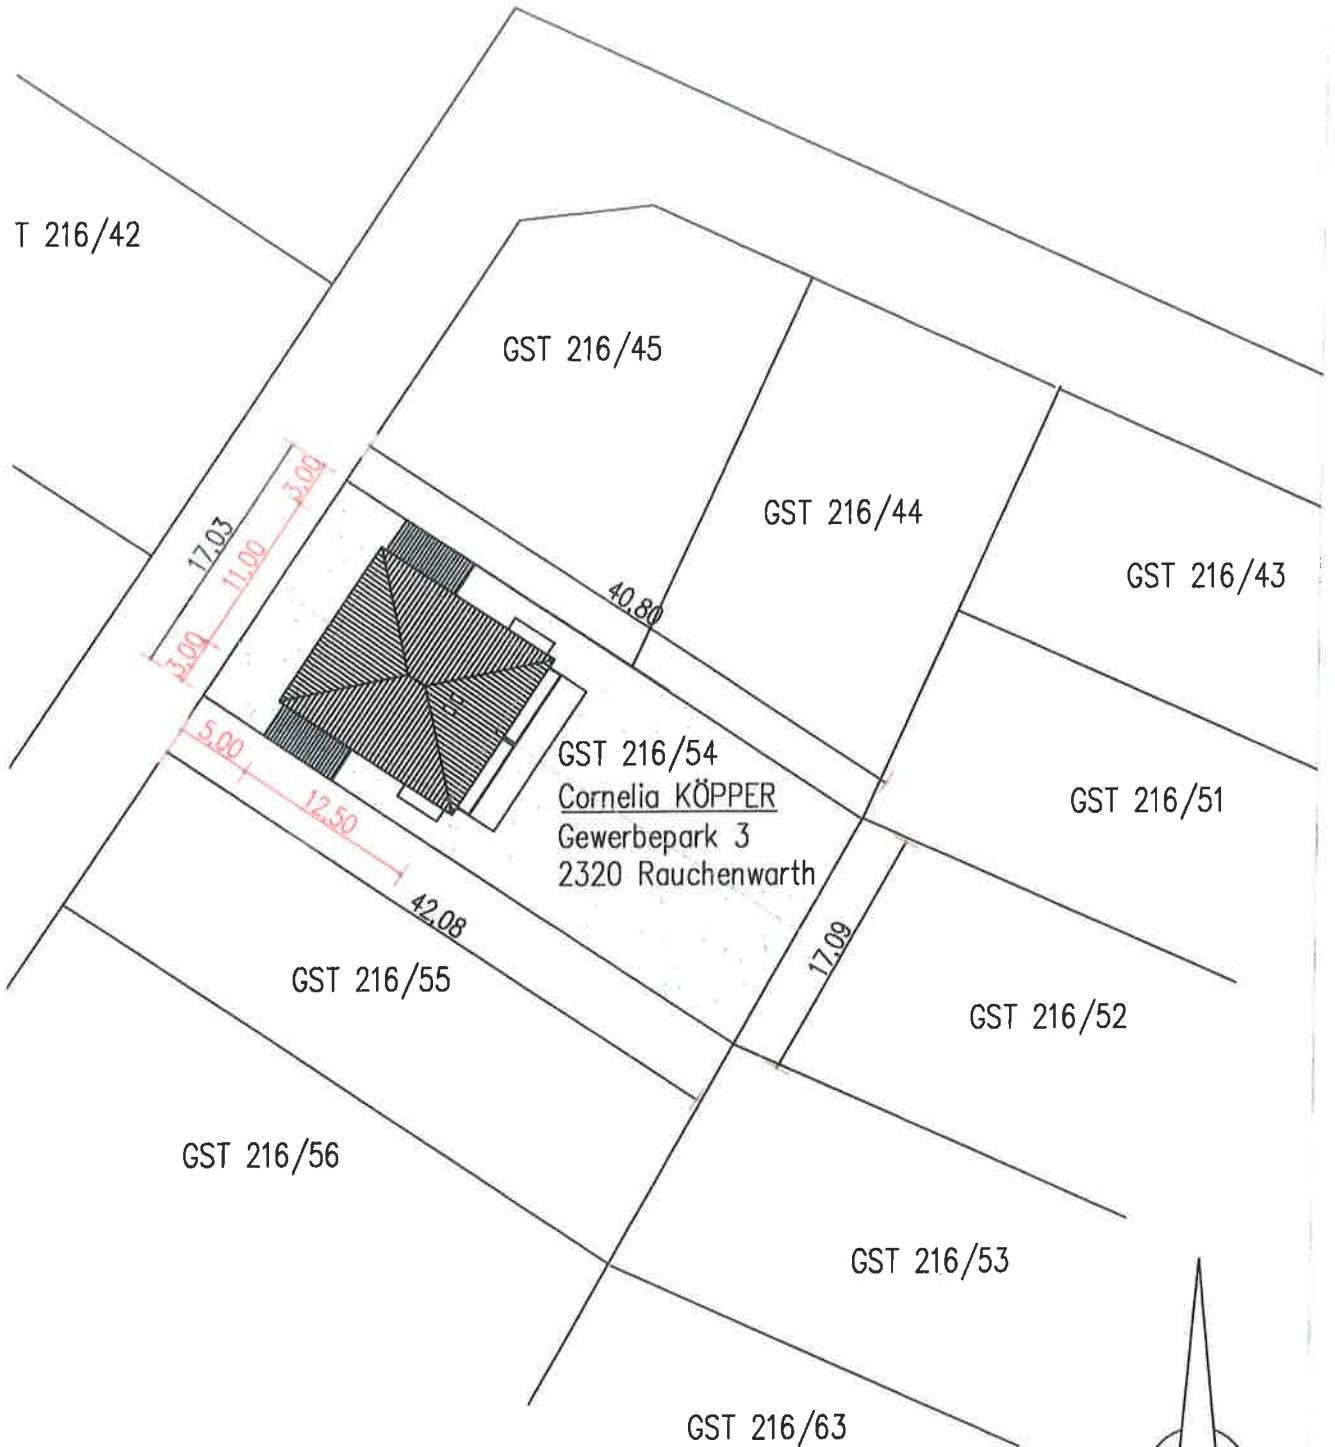 T 216/42
GST 216/45
3,00
17,03
11,00
3,00
GST 216/44
GST 216/43
40,80
5,00
12,50
GST 216/54
Cornelia KÖPPER
Gewerbepark 3
2320 Rauchenwarth
GST 216/51
42,08
17,09
GST 216/55
GST 216/52
GST 216/56
GST 216/53
GST 216/63